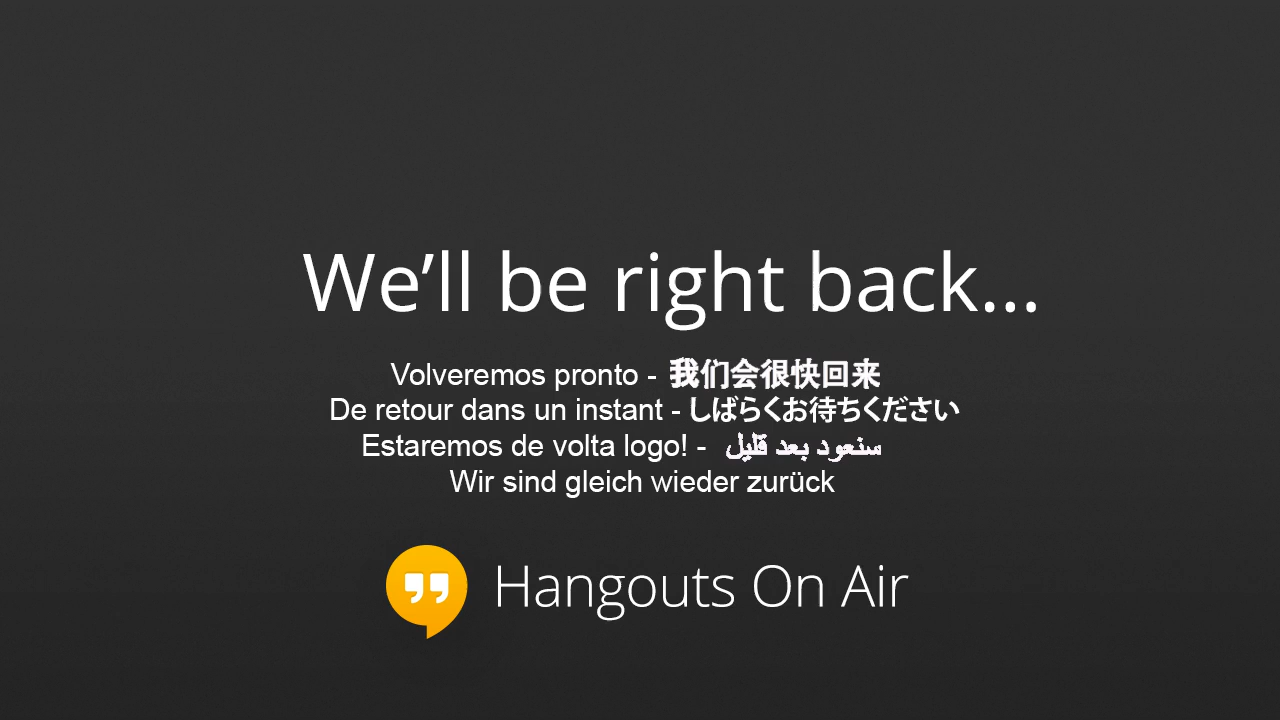 We’ll be right back...
Volveremos pronto - 我们会很快回来
De retour dans un instant - しばらくお待ちください
Estaremos de volta logo! - سنعود بعد قليل
Wir sind gleich wieder zurück
Hangouts On Air